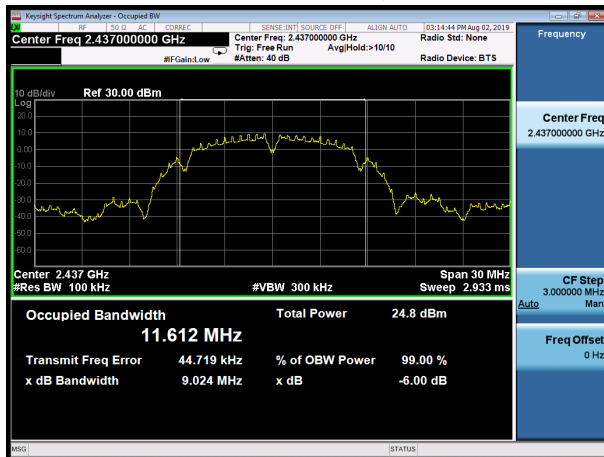 Keysight Spectrum Analyzer - Occupied BW
RF 50 Ω AC CORREC SENSE:INT SOURCE OFF ALIGN AUTO 03:14:44 PM Aug 02, 2019
Center Freq 2.437000000 GHz
Center Freq: 2.437000000 GHz Radio Std: None
Trig: Free Run Avg|Hold:>10/10
#IFGain:Low #Atten: 40 dB Radio Device: BTS
10 dB/div Ref 30.00 dBm
Log
20.0
10.0
0.00
-10.0
-20.0
-30.0
-40.0
-50.0
-60.0
Center 2.437 GHz Span 30 MHz
#Res BW 100 kHz #VBW 300 kHz Sweep 2.933 ms
Occupied Bandwidth Total Power 24.8 dBm
11.612 MHz
Transmit Freq Error 44.719 kHz % of OBW Power 99.00 %
x dB Bandwidth 9.024 MHz x dB -6.00 dB
MSG STATUS
Frequency
Center Freq
2.437000000 GHz
CF Step
3.000000 MHz
Auto Man
Freq Offset
0 Hz